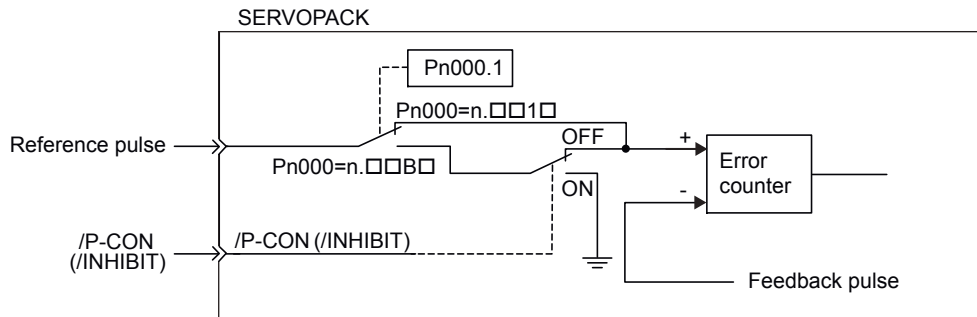 SERVOPACK
Pn000.1
Pn000=n.□□1□
Reference pulse
OFF
+
Pn000=n.□□B□
ON
-
Error
counter
/P-CON
(/INHIBIT)
/P-CON (/INHIBIT)
Feedback pulse